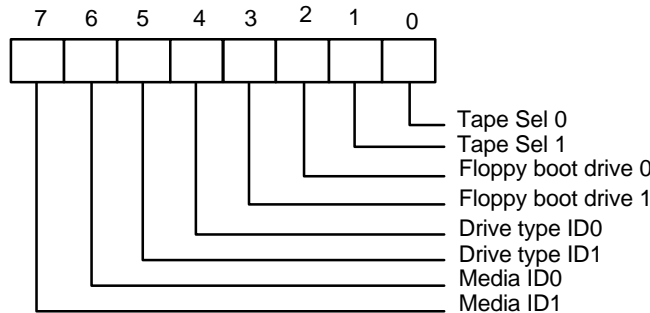 7 6 5 4 3 2 1 0
Tape Sel 0
Tape Sel 1
Floppy boot drive 0
Floppy boot drive 1
Drive type ID0
Drive type ID1
Media ID0
Media ID1